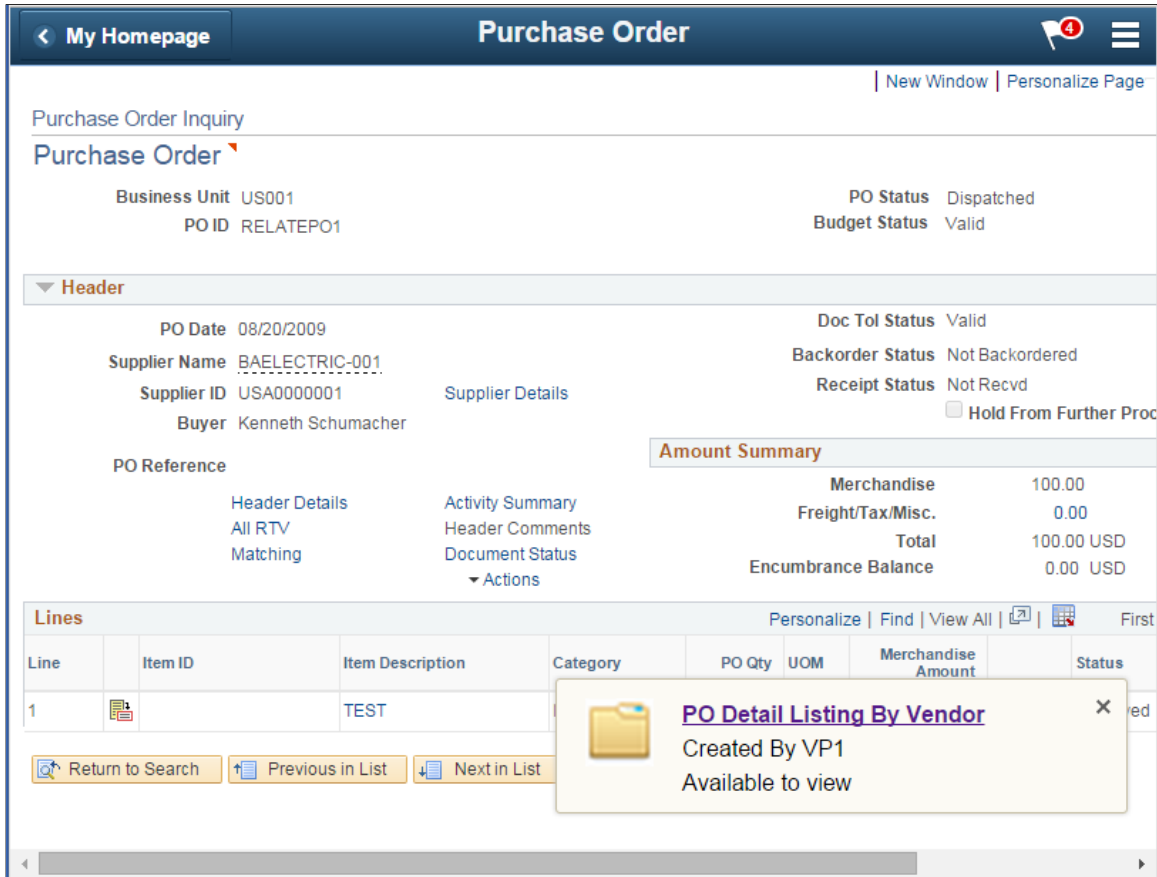 My Homepage
Purchase Order
4
New Window | Personalize Page
Purchase Order Inquiry
Purchase Order
Business Unit US001
PO Status Dispatched
PO ID RELATEPO1
Budget Status Valid
Header
PO Date 08/20/2009
Doc Tol Status Valid
Supplier Name BAELECTRIC-001
Backorder Status Not Backordered
Supplier ID USA0000001 Supplier Details
Receipt Status Not Recvd
Buyer Kenneth Schumacher
Hold From Further Proc
PO Reference
Amount Summary
Merchandise 100.00
Header Details Activity Summary
Freight/Tax/Misc. 0.00
All RTV Header Comments
Total 100.00 USD
Matching Document Status
Encumbrance Balance 0.00 USD
Actions
Lines
Personalize | Find | View All | | First
Line Item ID Item Description Category PO Qty UOM Merchandise Amount Status
1 TEST
ved
PO Detail Listing By Vendor
Created By VP1
Available to view
Return to Search Previous in List Next in List